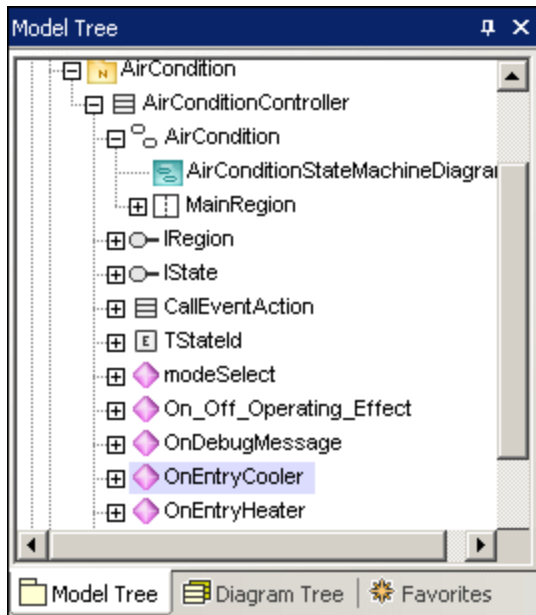 Model Tree
N AirCondition
AirConditionController
AirCondition
AirConditionStateMachineDiagra
MainRegion
IRegion
IState
CallEventAction
E TStateId
modeSelect
On_Off_Operating_Effect
OnDebugMessage
OnEntryCooler
OnEntryHeater
Model Tree Diagram Tree Favorites